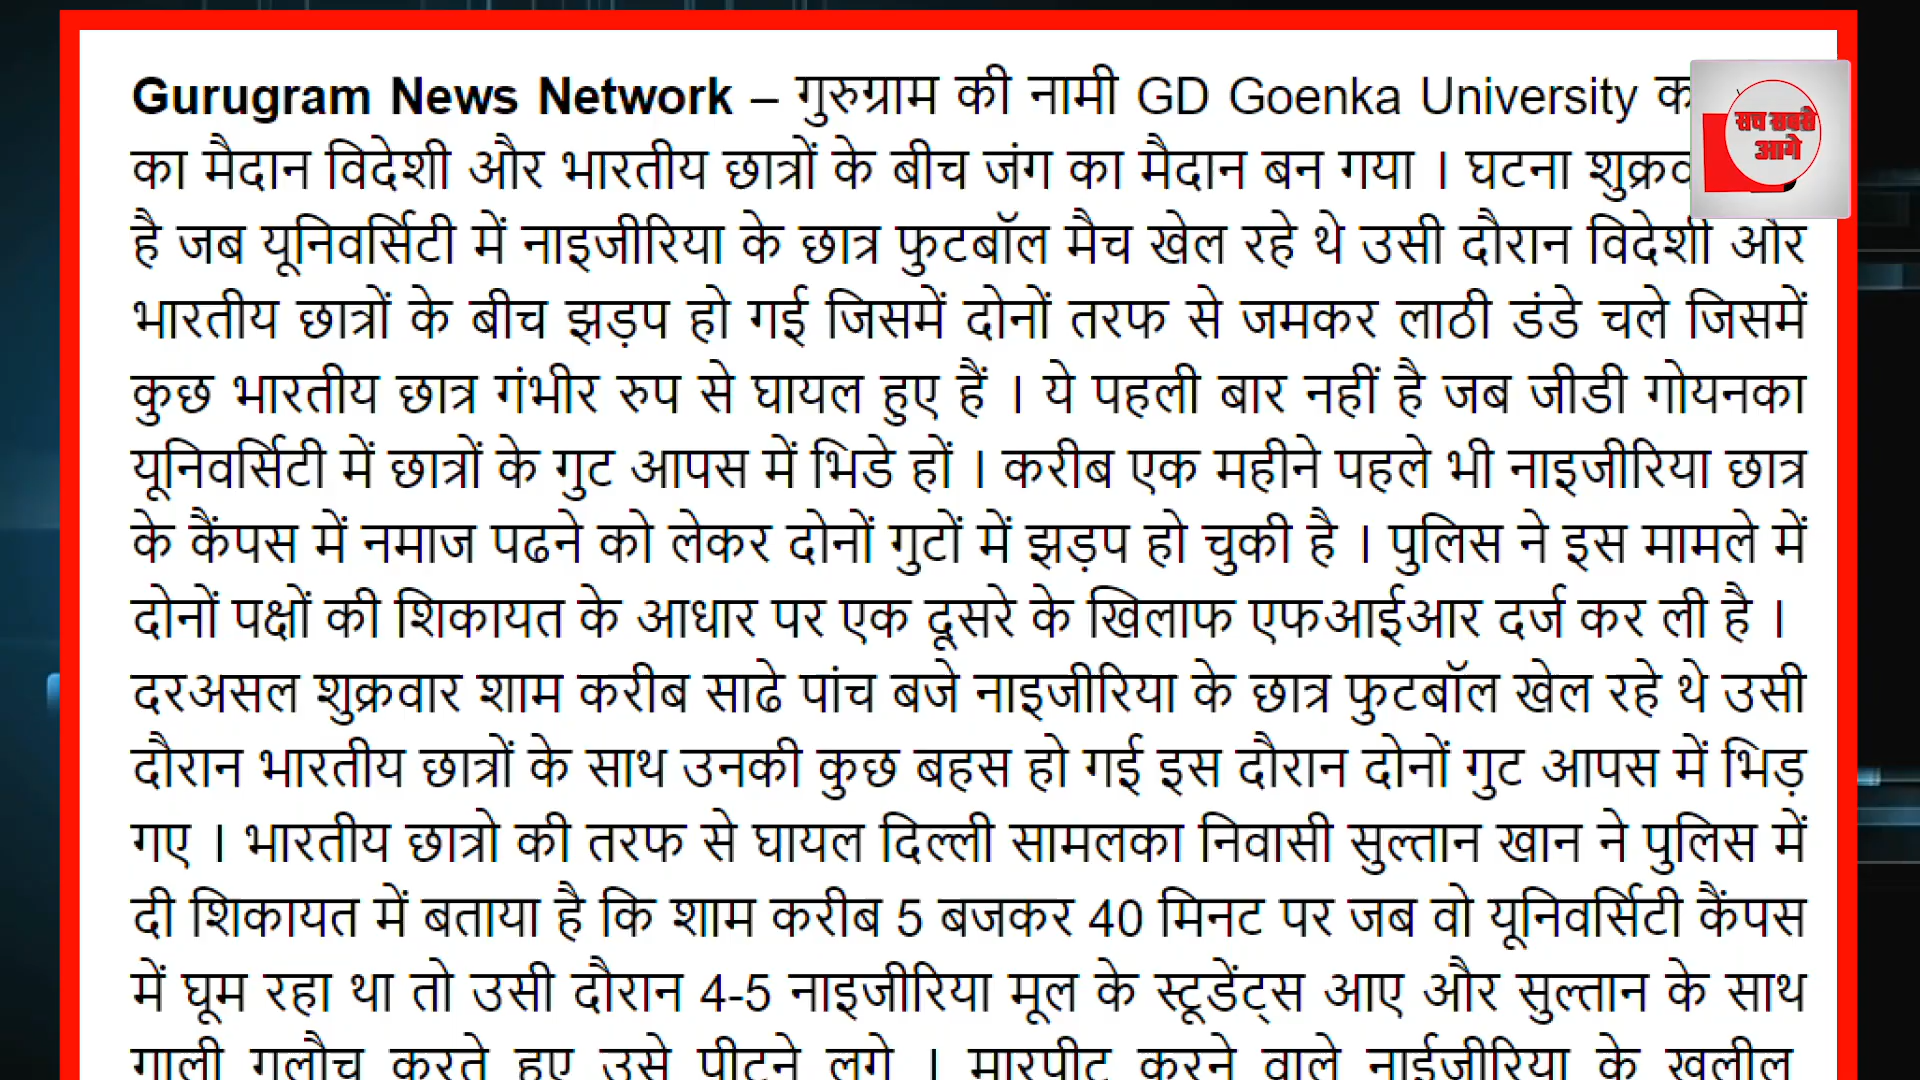 Gurugram News Network – गुरुग्राम की नामी GD Goenka University
का मैदान विदेशी और भारतीय छात्रों के बीच जंग का मैदान बन गया । घटना
है जब यूनिवर्सिटी में नाइजीरिया के छात्र फुटबॉल मैच खेल रहे थे उसी दौरान विदेशी और
भारतीय छात्रों के बीच झड़प हो गई जिसमें दोनों तरफ से जमकर लाठी डंडे चले जिसमें
कुछ भारतीय छात्र गंभीर रुप से घायल हुए हैं । ये पहली बार नहीं है जब जीडी गोयनका
यूनिवर्सिटी में छात्रों के गुट आपस में भिडे हों । करीब एक महीने पहले भी नाइजीरिया छात्र
के कैंपस में नमाज पढने को लेकर दोनों गुटों में झड़प हो चुकी है । पुलिस ने इस मामले में
दोनों पक्षों की शिकायत के आधार पर एक दूसरे के खिलाफ एफआईआर दर्ज कर ली है ।
दरअसल शुक्रवार शाम करीब साढे पांच बजे नाइजीरिया के छात्र फुटबॉल खेल रहे थे उसी
दौरान भारतीय छात्रों के साथ उनकी कुछ बहस हो गई इस दौरान दोनों गुट आपस में भिड़
गए । भारतीय छात्रो की तरफ से घायल दिल्ली सामलका निवासी सुल्तान खान ने पुलिस में
दी शिकायत में बताया है कि शाम करीब 5 बजकर 40 मिनट पर जब वो यूनिवर्सिटी कैंपस
में घूम रहा था तो उसी दौरान 4-5 नाइजीरिया मूल के स्टूडेंट्स आए और सुल्तान के साथ
गाली गलौच करते हुए उसे पीटने लगे । मारपीट करने वाले नाईजीरिया के खलील
सच सबसे
आगे